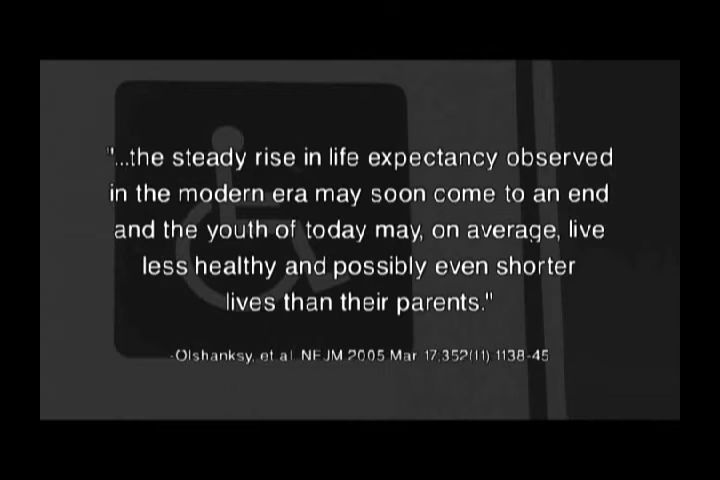 "...the steady rise in life expectancy observed
in the modern era may soon come to an end
and the youth of today may, on average, live
less healthy and possibly even shorter
lives than their parents."
-Olshanksy, et al NEJM 2005 Mar 17;352(11) 1138-45